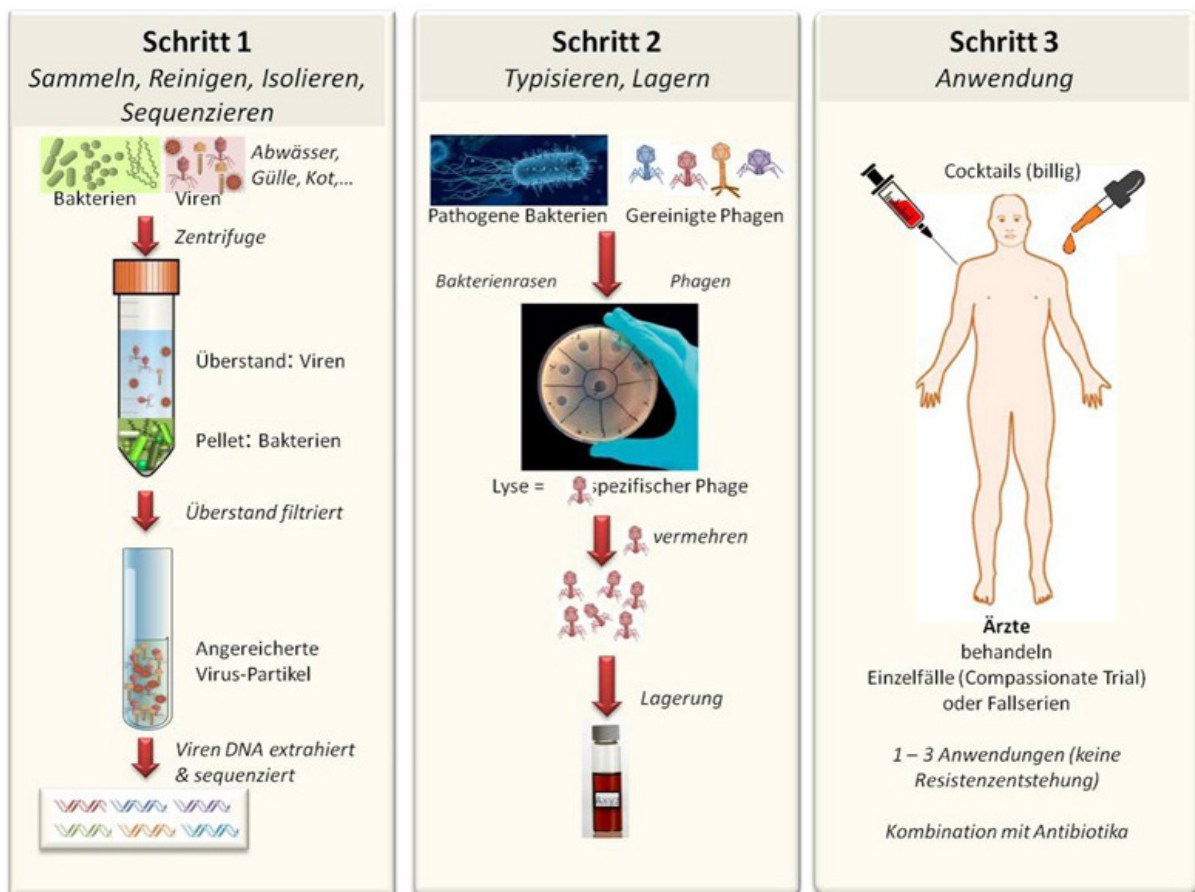 Schritt 1
Sammeln, Reinigen, Isolieren,
Sequenzieren
Abwässer,
Gülle, Kot,...
Bakterien
Viren
Zentrifuge
Überstand: Viren
Pellet: Bakterien
Überstand filtriert
Angereicherte
Virus-Partikel
Viren DNA extrahiert
& sequenziert
Schritt 2
Typisieren, Lagern
Pathogene Bakterien
Gereinigte Phagen
Bakterienrasen
Phagen
Lyse = spezifischer Phage
vermehren
Lagerung
Schritt 3
Anwendung
Cocktails (billig)
Ärzte
behandeln
Einzelfälle (Compassionate Trial)
oder Fallserien
1 – 3 Anwendungen (keine
Resistenzentstehung)
Kombination mit Antibiotika